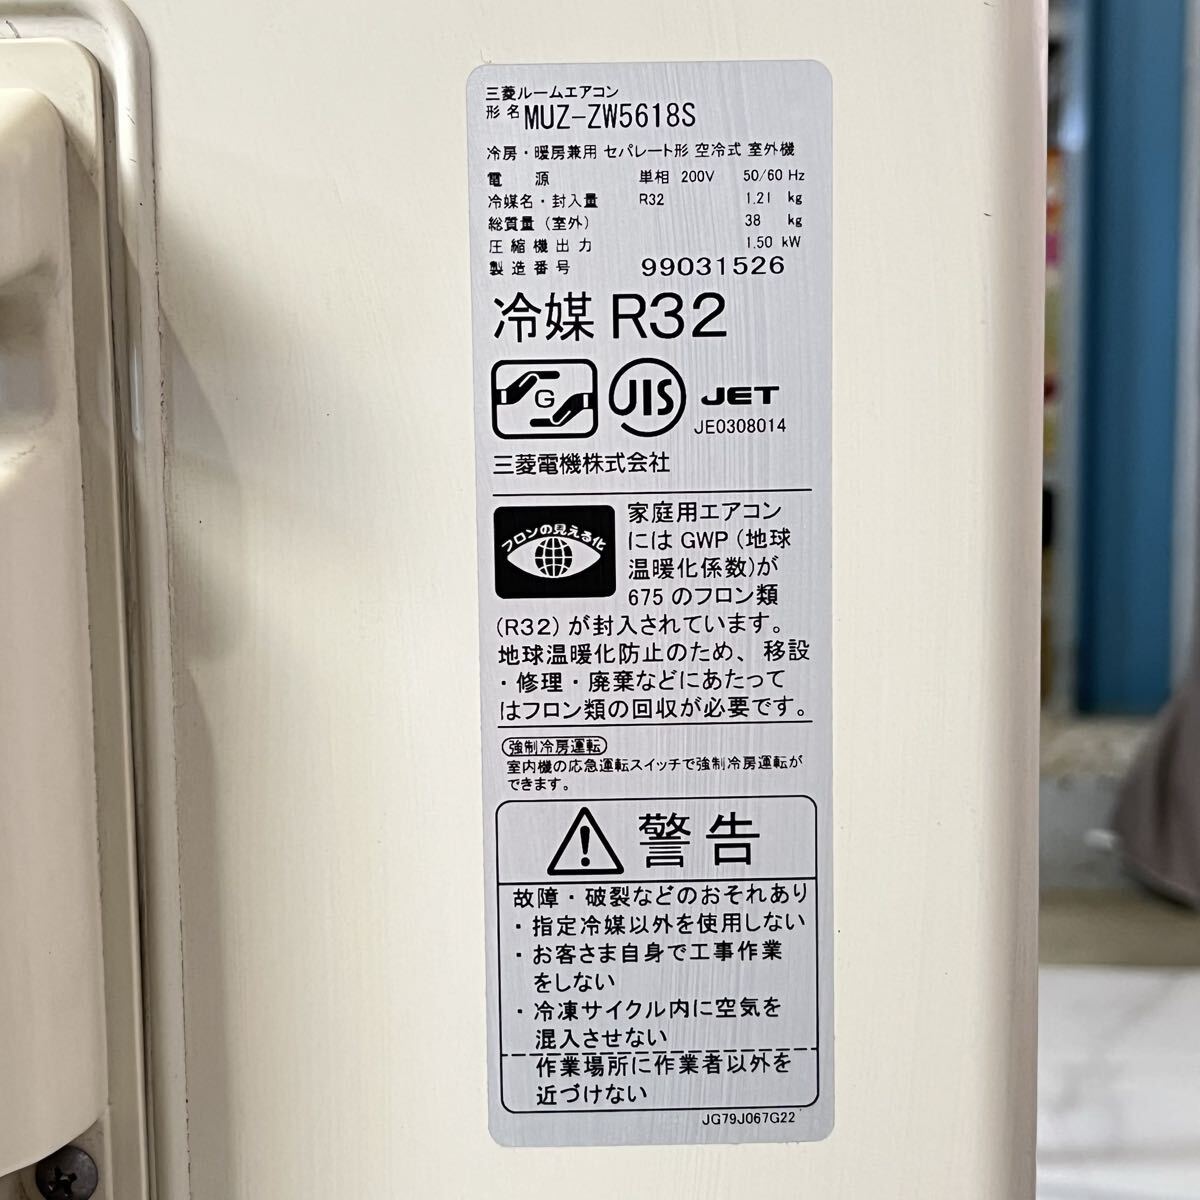 三菱ルームエアコン
形名 MUZ-ZW5618S
冷房・暖房兼用 セパレート形 空冷式 室外機
電源 単相 200V 50/60 Hz
冷媒名・封入量 R32 1.21 kg
総質量(室外) 38 kg
圧縮機出力 1.50 kW
製造番号 99031526
冷媒 R32
G JIS JET
JE0308014
三菱電機株式会社
フロンの見える化
家庭用エアコン
には GWP (地球
温暖化係数)が
675 のフロン類
(R32) が封入されています。
地球温暖化防止のため、移設
・修理・廃棄などにあたって
はフロン類の回収が必要です。
強制冷房運転
室内機の応急運転スイッチで強制冷房運転が
できます。
警告
故障・破裂などのおそれあり
・指定冷媒以外を使用しない
・お客さま自身で工事作業
をしない
・冷凍サイクル内に空気を
混入させない
作業場所に作業者以外を
近づけない
JG79J067G22